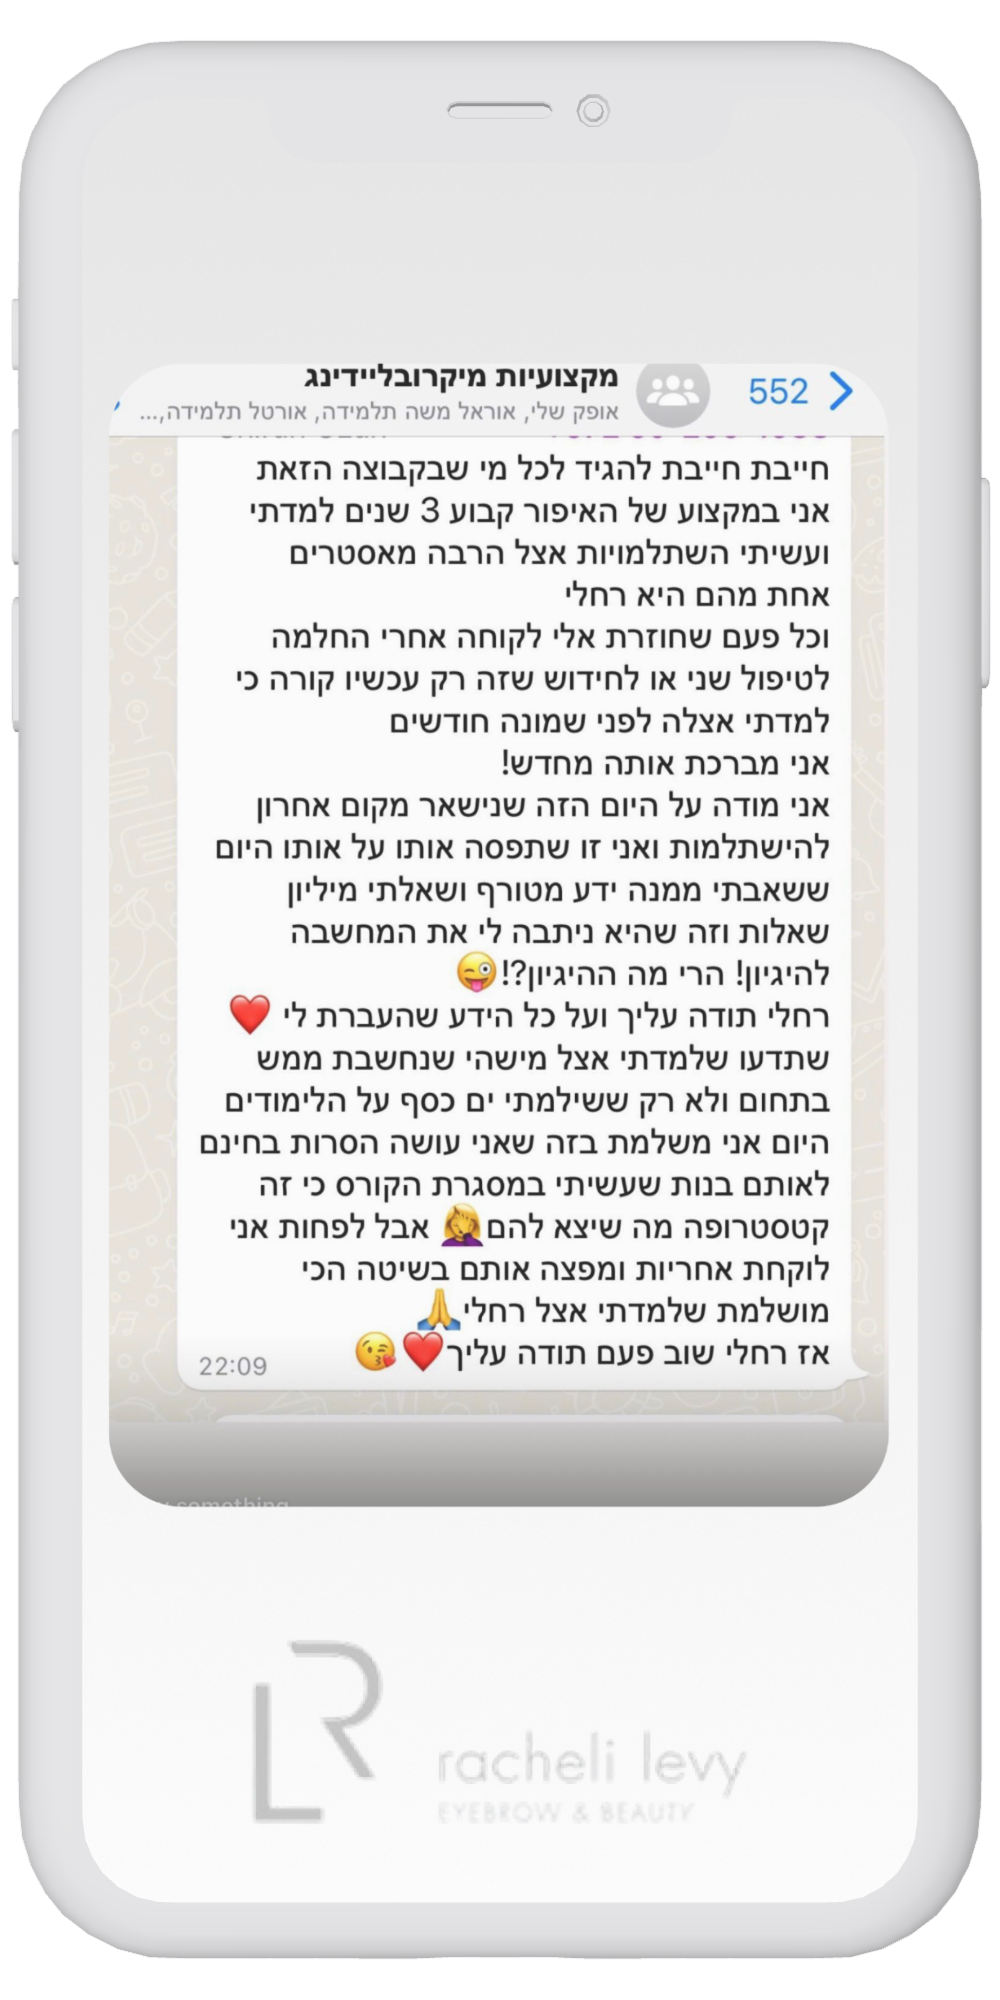 מקצועיות מיקרובליידינג
552
אופק שלי, אוראל משה תלמידה, אורטל תלמידה,...
חייבת חייבת להגיד לכל מי שבקבוצה הזאת
אני במקצוע של האיפור קבוע 3 שנים למדתי
ועשיתי השתלמויות אצל הרבה מאסטרים
אחת מהם היא רחלי
וכל פעם שחוזרת אלי לקוחה אחרי החלמה
לטיפול שני או לחידוש שזה רק עכשיו קורה כי
למדתי אצלה לפני שמונה חודשים
אני מברכת אותה מחדש!
אני מודה על היום הזה שנישאר מקום אחרון
להישתלמות ואני זו שתפסה אותו על אותו היום
ששאבתי ממנה ידע מטורף ושאלתי מיליון
שאלות וזה שהיא ניתבה לי את המחשבה
להיגיון! הרי מה ההיגיון?!😜
רחלי תודה עליך ועל כל הידע שהעברת לי ❤️
שתדעו שלמדתי אצל מישהי שנחשבת ממש
בתחום ולא רק ששילמתי ים כסף על הלימודים
היום אני משלמת בזה שאני עושה הסרות בחינם
לאותם בנות שעשיתי במסגרת הקורס כי זה
קטסטרופה מה שיצא להם🤦‍♀️ אבל לפחות אני
לוקחת אחריות ומפצה אותם בשיטה הכי
מושלמת שלמדתי אצל רחלי🙏
אז רחלי שוב פעם תודה עליך❤️😘
22:09
something
LR
racheli levy
EYEBROW & BEAUTY